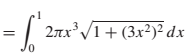 = ∫₀¹ 2πx³√(1 + (3x²)²) dx